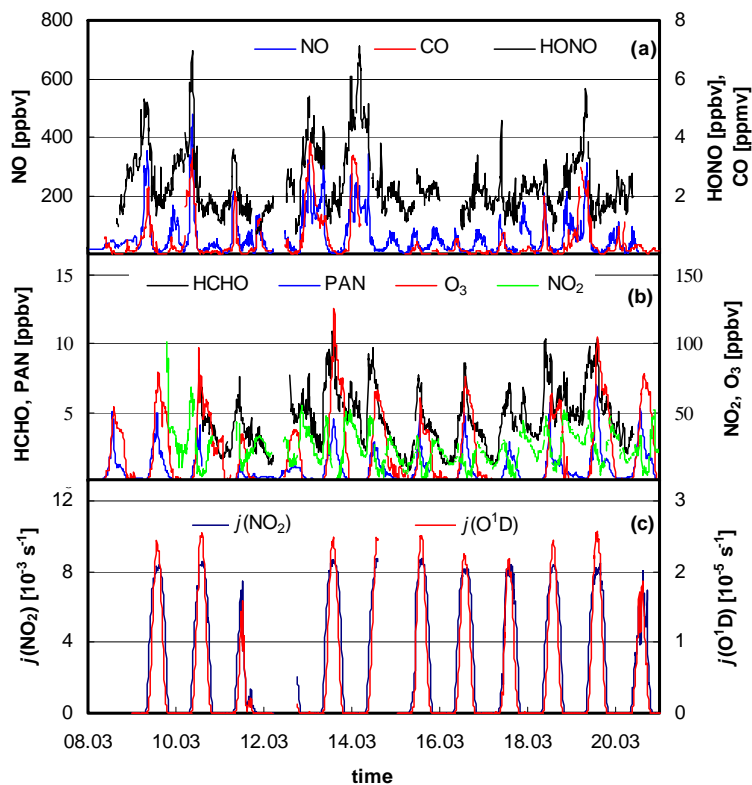 800
8
NO
CO
HONO
(a)
600
6
400
4
200
2
NO [ppbv]
HONO [ppbv],
CO [ppmv]
15
150
HCHO
PAN
O₃
NO₂
(b)
10
100
5
50
HCHO, PAN [ppbv]
NO₂, O₃ [ppbv]
12
3
j(NO₂)
j(O¹D)
(c)
8
2
4
1
0
0
j(NO₂) [10⁻³ s⁻¹]
j(O¹D) [10⁻⁵ s⁻¹]
08.03 10.03 12.03 14.03 16.03 18.03 20.03
time